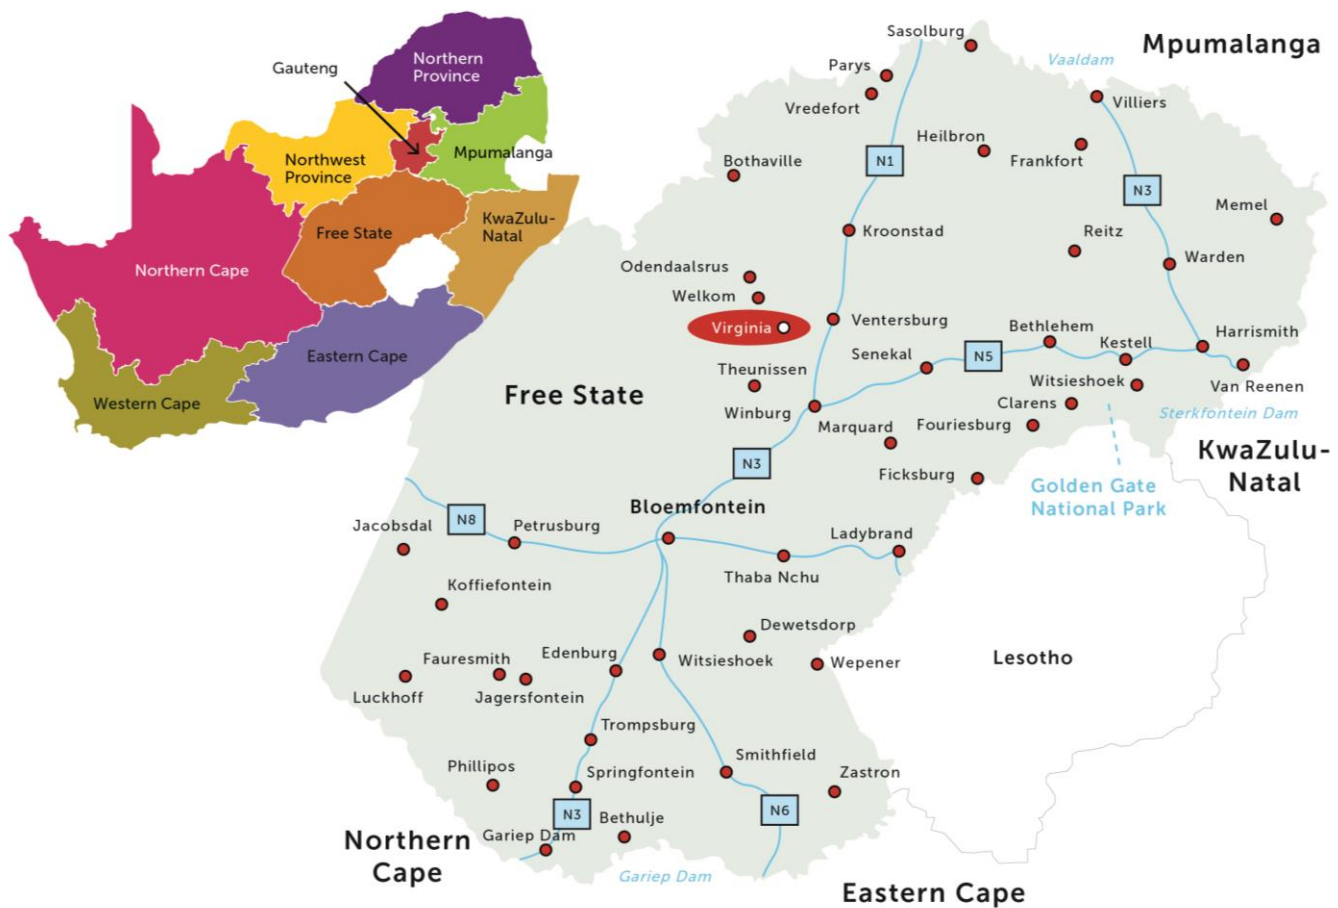 Gauteng
Northern
Province
Northwest
Province
Mpumalanga
Free State
KwaZulu-
Natal
Northern Cape
Eastern Cape
Western Cape
Sasolburg
Mpumalanga
Vaaldam
Parys
Villiers
Vredefort
Heilbron
Frankfort
N1
Bothaville
N3
Memel
Kroonstad
Reitz
Warden
Odendaalsrus
Welkom
Virginia
Ventersburg
Bethlehem
Harrismith
Senekal
N5
Kestell
Theunissen
Witsieshoek
Van Reenen
Free State
Winburg
Clarens
Sterkfontein Dam
Marquard
Fouriesburg
KwaZulu-
Natal
N3
Ficksburg
Golden Gate
National Park
Bloemfontein
N8
Jacobsdal
Petrusburg
Ladybrand
Thaba Nchu
Koffiefontein
Dewetsdorp
Edenburg
Fauresmith
Witsieshoek
Wepener
Lesotho
Luckhoff
Jagersfontein
Trompsburg
Smithfield
Phillipos
Springfontein
Zastron
N3
N6
Bethulje
Gariep Dam
Northern
Cape
Gariep Dam
Eastern Cape